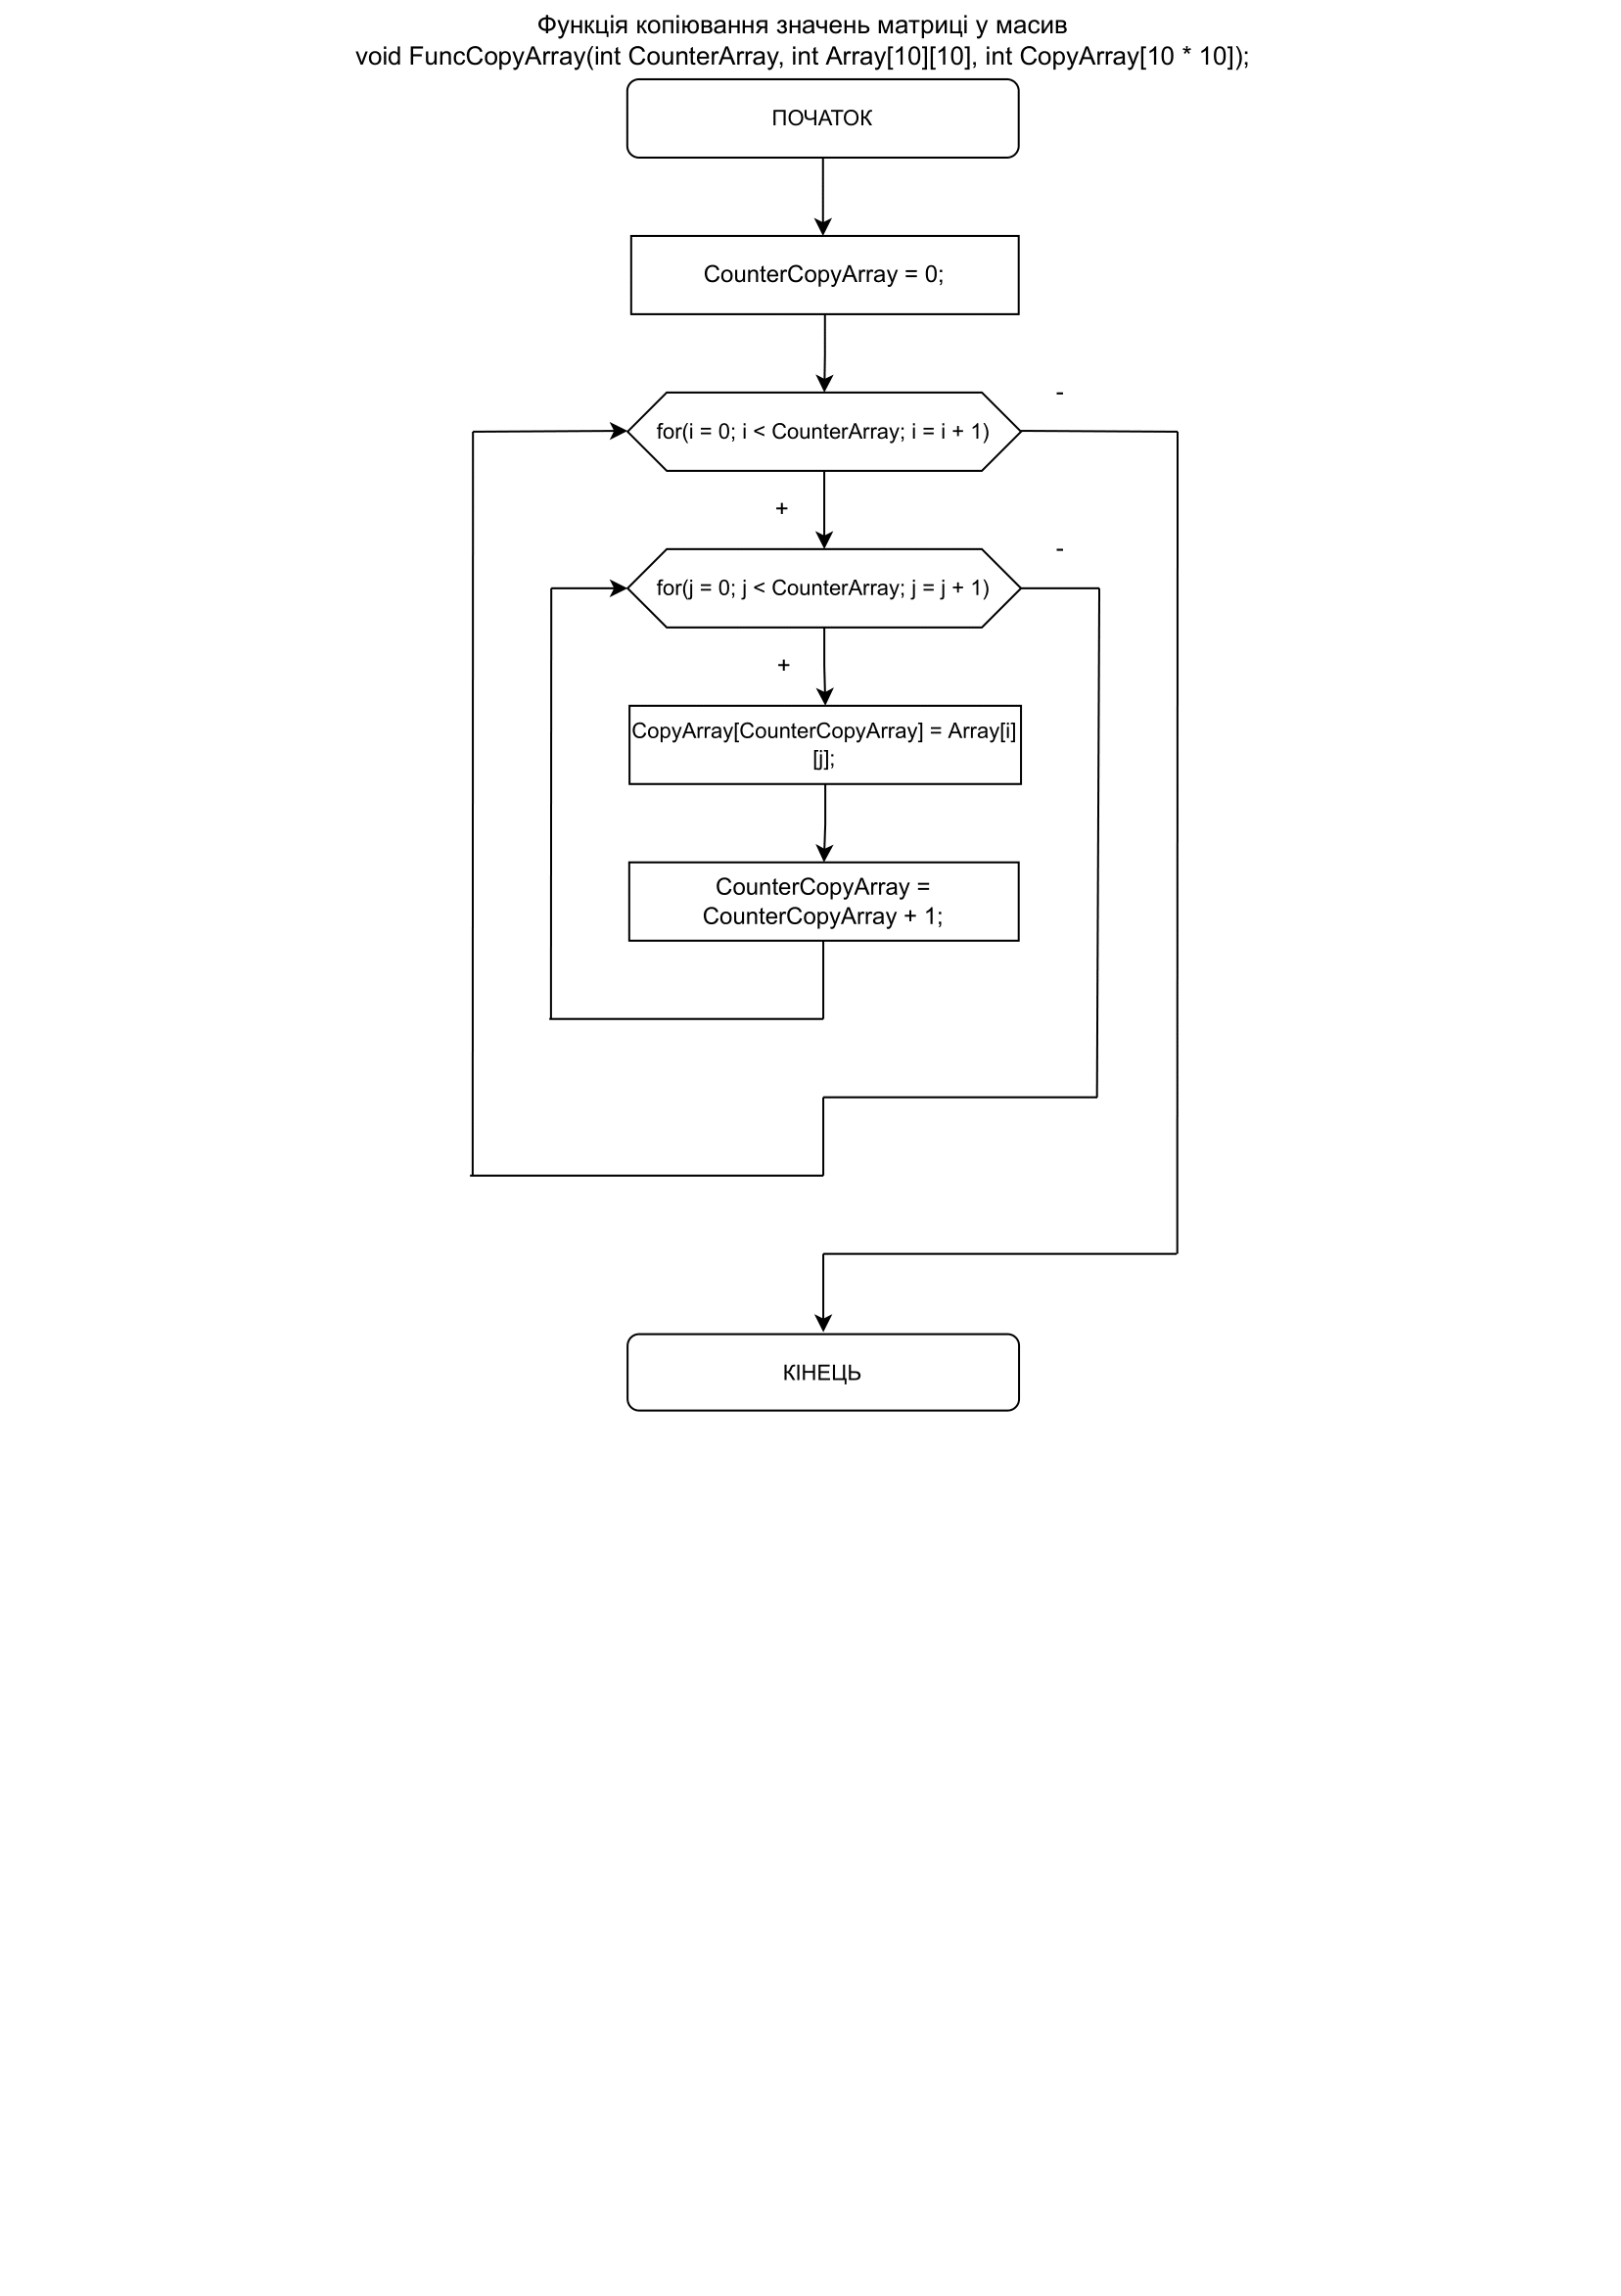 Функція копіювання значень матриці у масив
void FuncCopyArray(int CounterArray, int Array[10][10], int CopyArray[10 * 10]);
ПОЧАТОК
CounterCopyArray = 0;
-
for(i = 0; i < CounterArray; i = i + 1)
+
-
for(j = 0; j < CounterArray; j = j + 1)
+
CopyArray[CounterCopyArray] = Array[i]
[j];
CounterCopyArray =
CounterCopyArray + 1;
КІНЕЦЬ